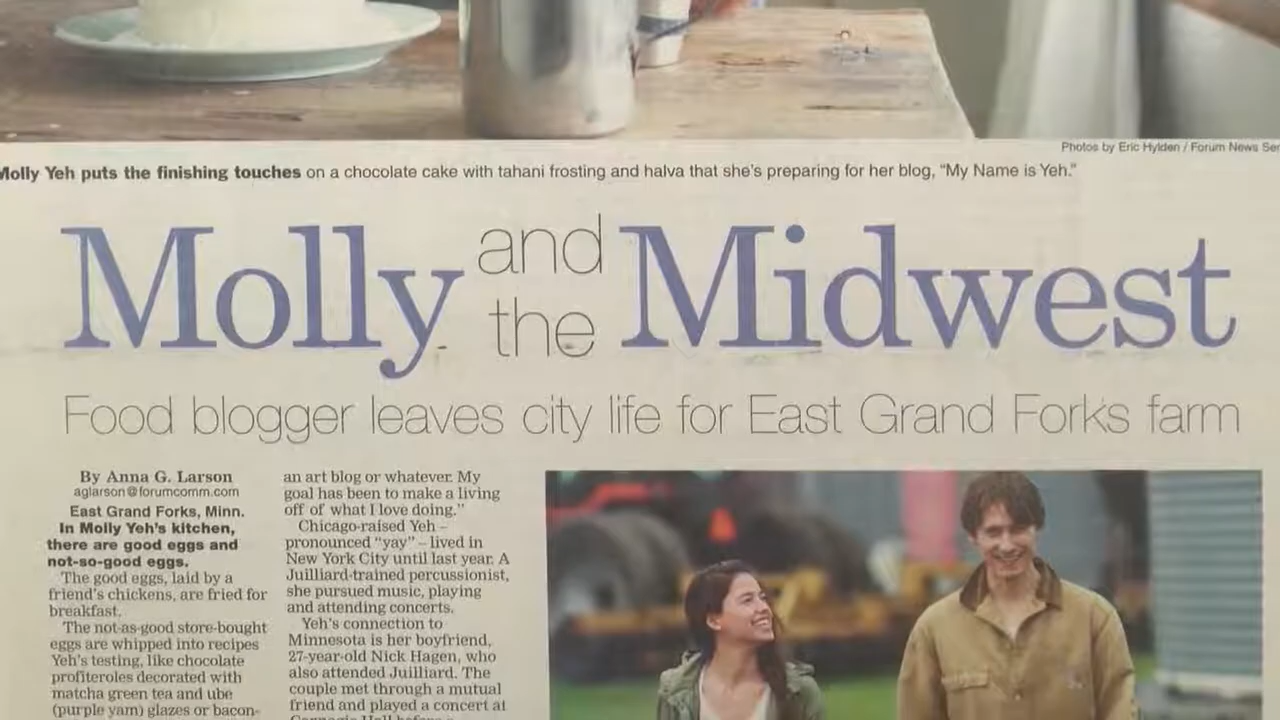 Photos by Eric Hylden / Forum News Ser
Molly Yeh puts the finishing touches on a chocolate cake with tahani frosting and halva that she's preparing for her blog, “My Name is Yeh.”
Molly and the Midwest
Food blogger leaves city life for East Grand Forks farm
By Anna G. Larson
aglarson@forumcomm.com
East Grand Forks, Minn.
In Molly Yeh's kitchen,
there are good eggs and
not-so-good eggs.
The good eggs, laid by a
friend's chickens, are fried for
breakfast.
The not-as-good store-bought
eggs are whipped into recipes
Yeh's testing, like chocolate
profiteroles decorated with
matcha green tea and ube
(purple yam) glazes or bacon-
an art blog or whatever. My
goal has been to make a living
off of what I love doing.”
Chicago-raised Yeh –
pronounced “yay” – lived in
New York City until last year. A
Juilliard-trained percussionist,
she pursued music, playing
and attending concerts.
Yeh's connection to
Minnesota is her boyfriend,
27-year-old Nick Hagen, who
also attended Juilliard. The
couple met through a mutual
friend and played a concert at